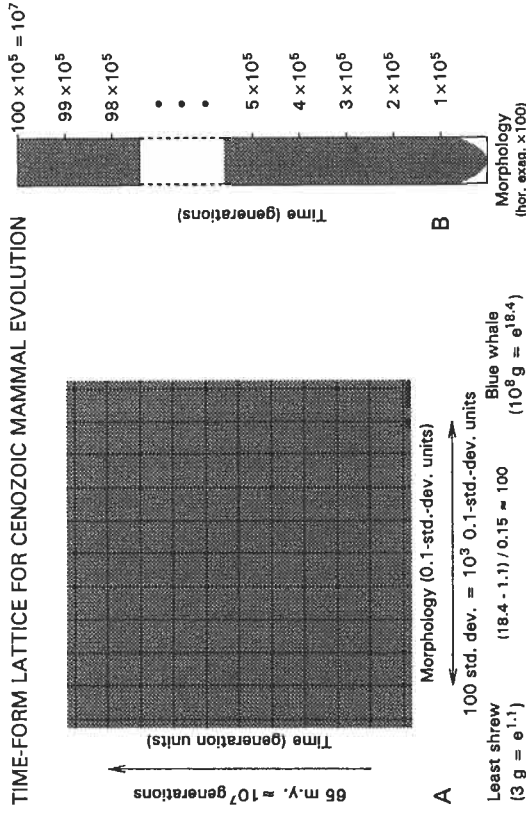 TIME-FORM LATTICE FOR CENOZOIC MAMMAL EVOLUTION
65 m.y. ≈ 10⁷ generations
Time (generation units)
A
Morphology (0.1-std.-dev. units)
100 std. dev. = 10³ 0.1-std.-dev. units
Least shrew
(3 g = e¹·¹)
(18.4 - 1.1) / 0.15 ≈ 100
Blue whale
(10⁸ g = e¹⁸·⁴)
Time (generations)
100 × 10⁵ = 10⁷
99 × 10⁵
98 × 10⁵
5 × 10⁵
4 × 10⁵
3 × 10⁵
2 × 10⁵
1 × 10⁵
B
Morphology
(hor. exag. ×100)